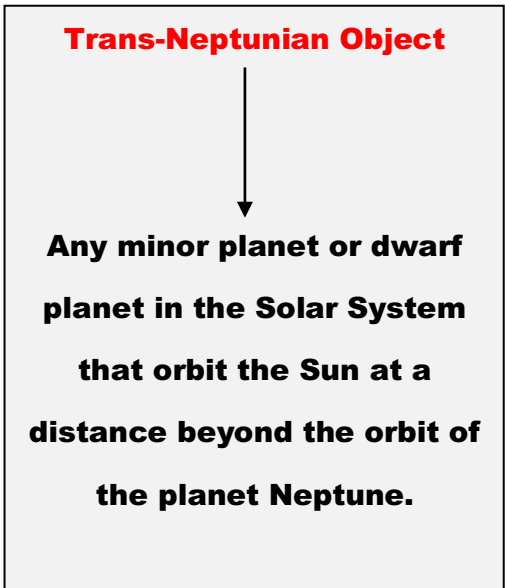 Trans-Neptunian Object
Any minor planet or dwarf
planet in the Solar System
that orbit the Sun at a
distance beyond the orbit of
the planet Neptune.